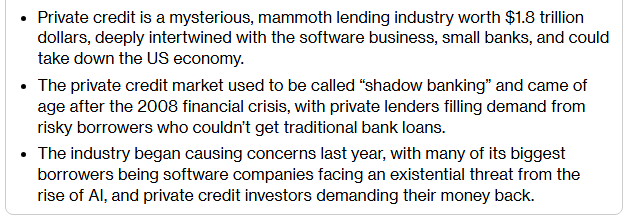 Private credit is a mysterious, mammoth lending industry worth $1.8 trillion
dollars, deeply intertwined with the software business, small banks, and could
take down the US economy.
The private credit market used to be called “shadow banking” and came of
age after the 2008 financial crisis, with private lenders filling demand from
risky borrowers who couldn’t get traditional bank loans.
The industry began causing concerns last year, with many of its biggest
borrowers being software companies facing an existential threat from the
rise of AI, and private credit investors demanding their money back.